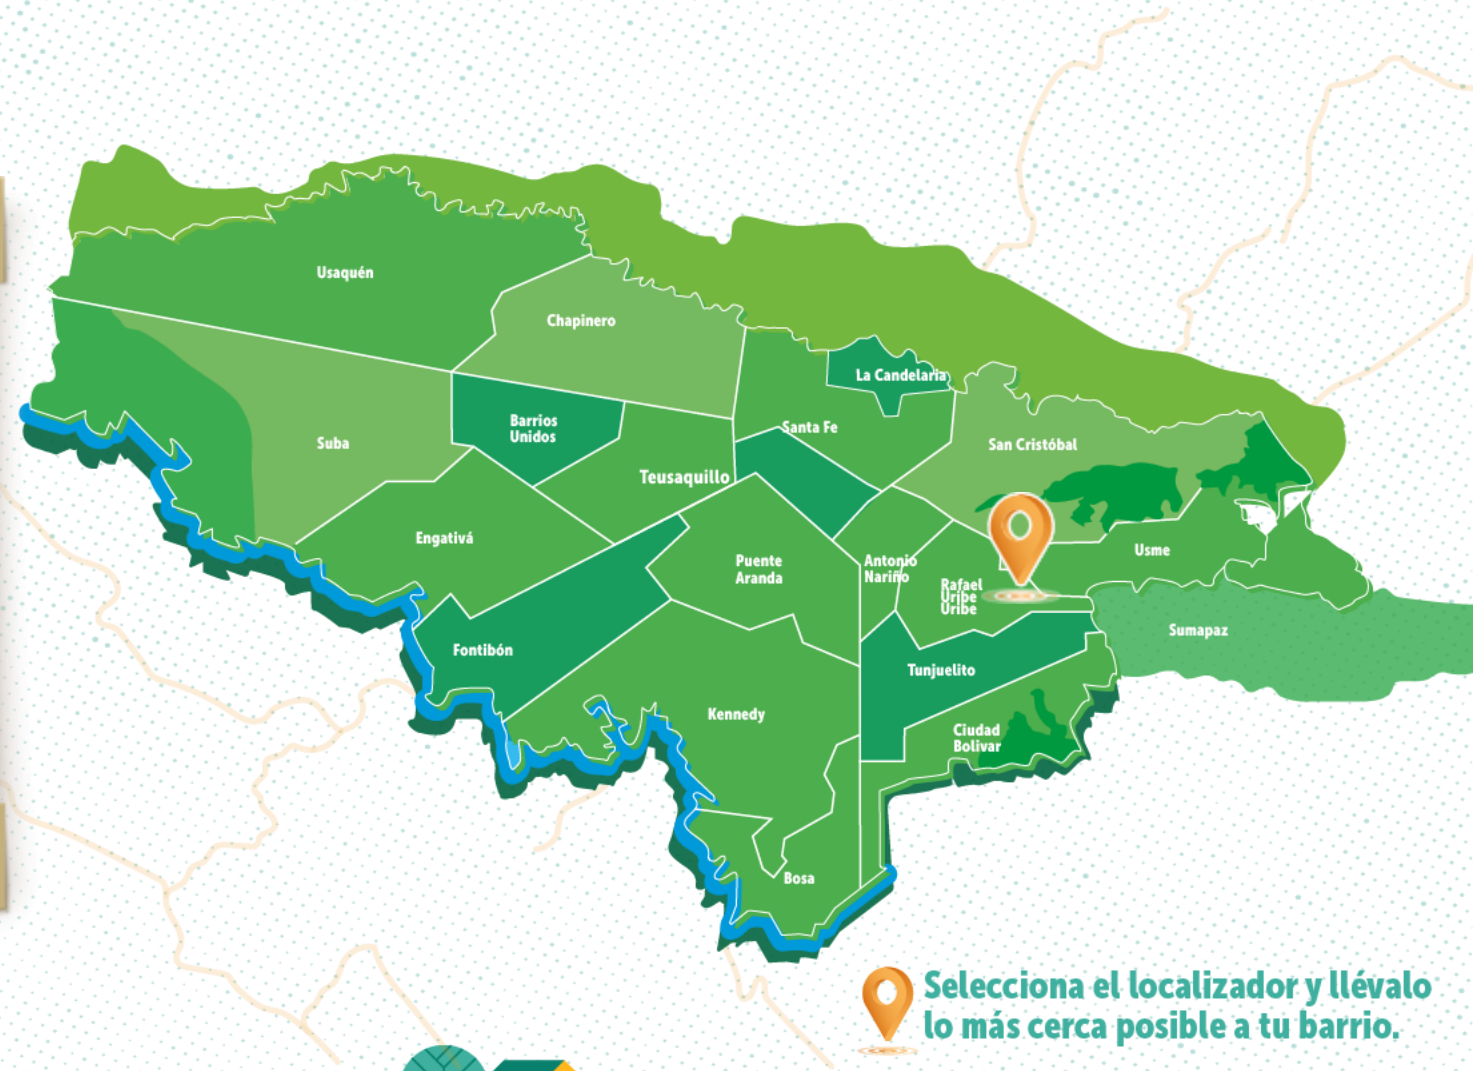 Usaquén
Chapinero
La Candelaria
Barrios
Unidos
Santa Fe
Suba
San Cristóbal
Teusaquillo
Engativá
Usme
Puente
Aranda
Antonio
Nariño
Rafael
Uribe
Uribe
Sumapaz
Fontibón
Tunjuelito
Kennedy
Ciudad
Bolivar
Bosa
Selecciona el localizador y llévalo
lo más cerca posible a tu barrio.